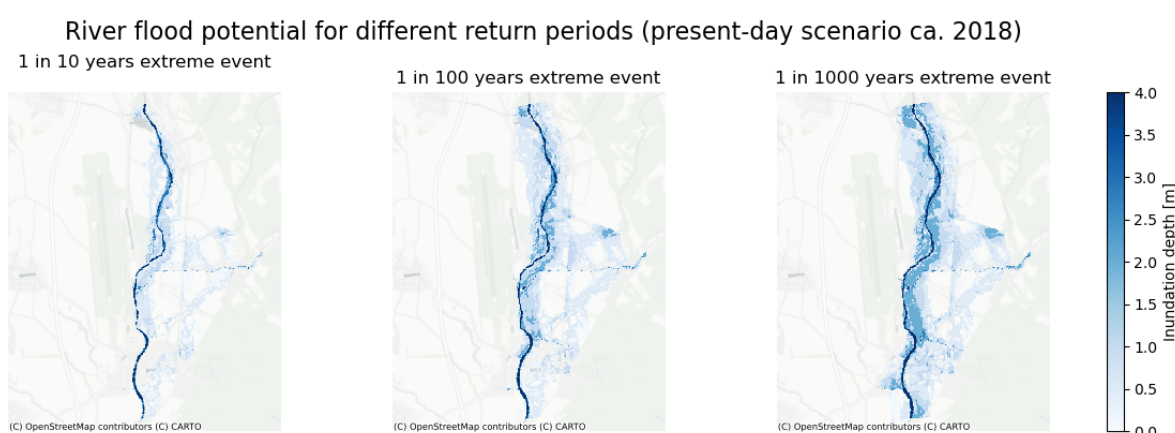 River flood potential for different return periods (present-day scenario ca. 2018)
1 in 10 years extreme event
1 in 100 years extreme event
1 in 1000 years extreme event
4.0
3.5
3.0
2.5
2.0
1.5
1.0
0.5
0.0
Inundation depth [m]
(C) OpenStreetMap contributors (C) CARTO
(C) OpenStreetMap contributors (C) CARTO
(C) OpenStreetMap contributors (C) CARTO